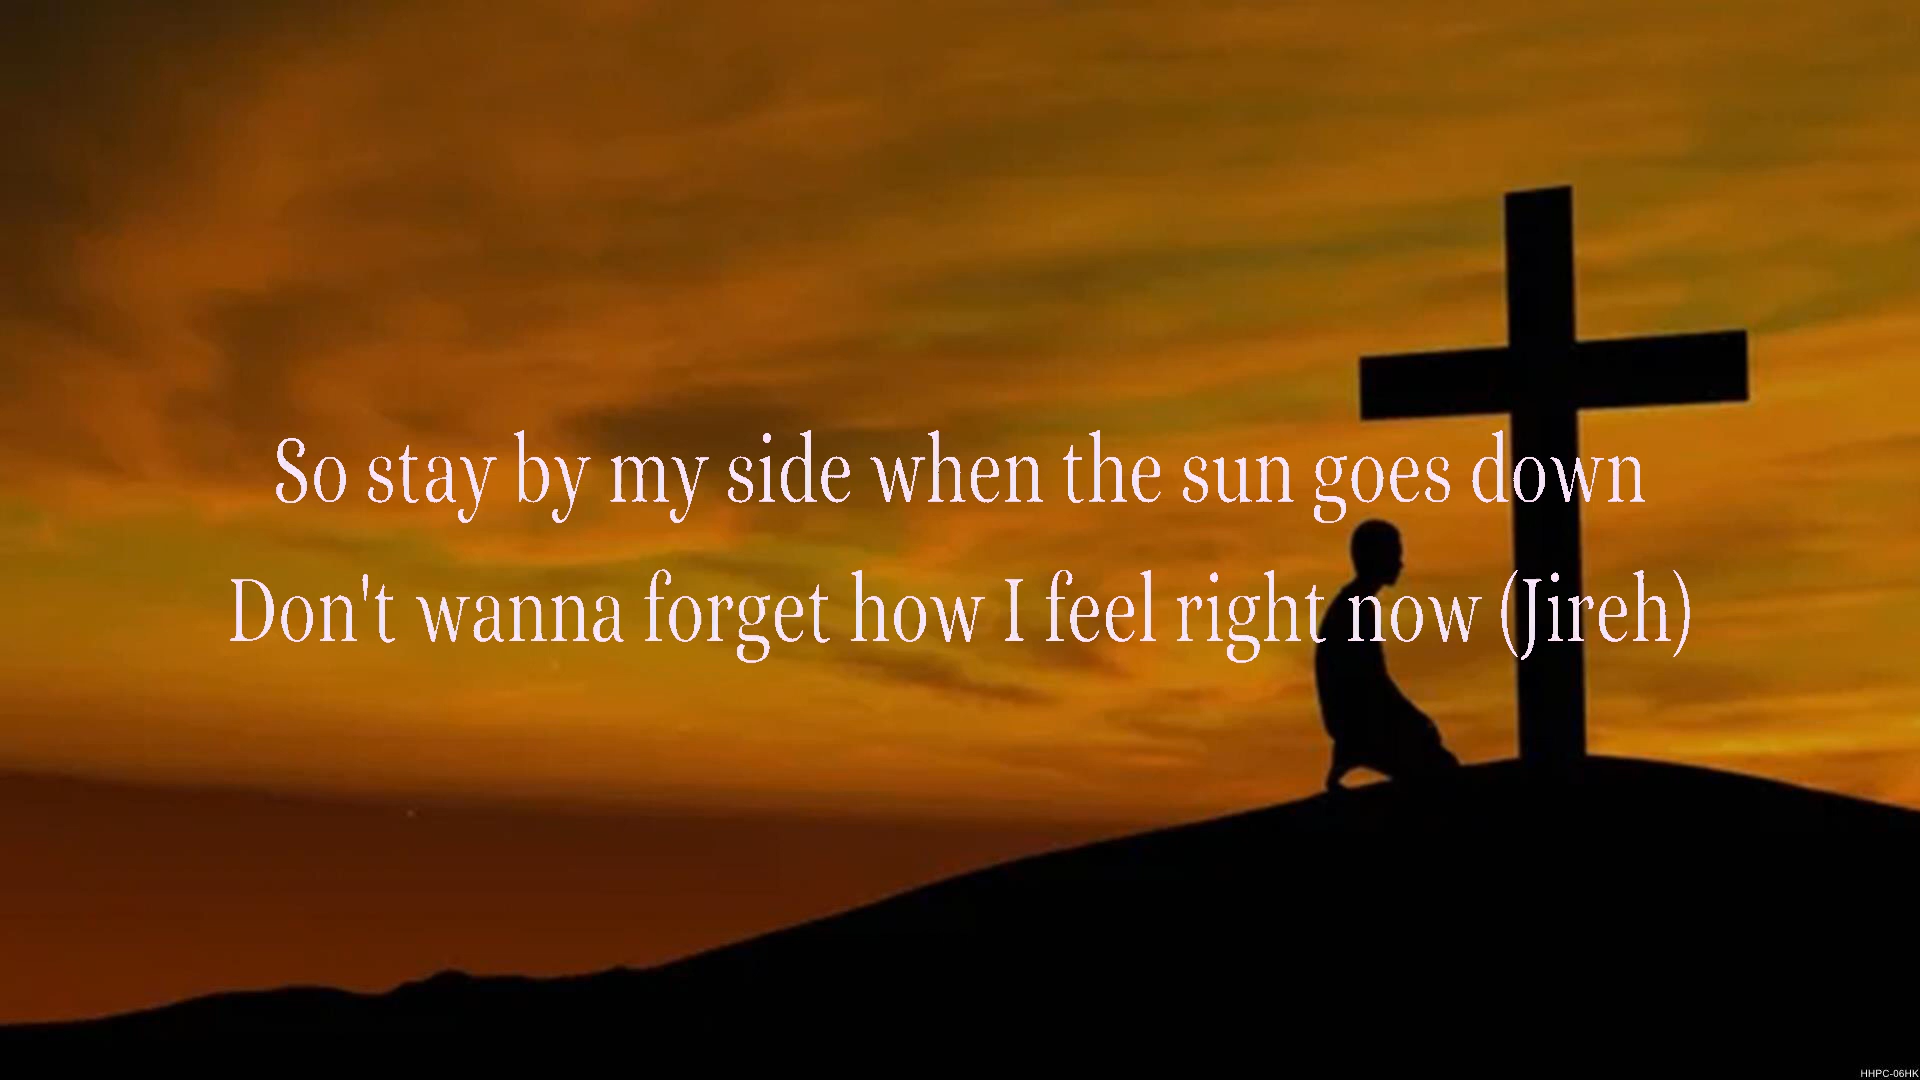 So stay by my side when the sun goes down
Don't wanna forget how I feel right now (Jireh)
HHPC-06HK